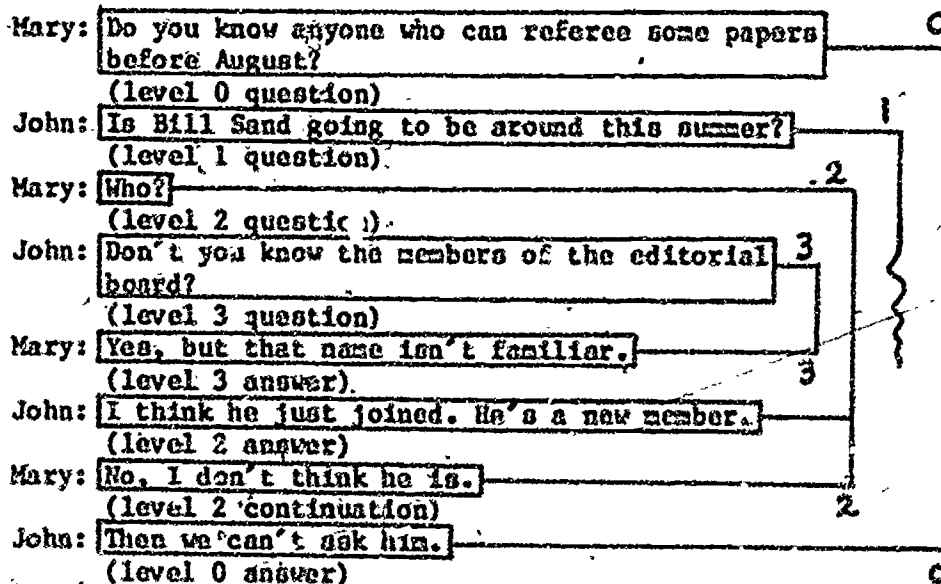 Mary: Do you know anyone who can referee some papers 0
before August?
(level 0 question)
John: Is Bill Sand going to be around this summer? 1
(level 1 question)
Mary: Who? 2
(level 2 question)
John: Don't you know the members of the editorial 3
board?
(level 3 question)
Mary: Yes, but that name isn't familiar.
3
(level 3 answer)
John: I think he just joined. He's a new member.
(level 2 answer)
Mary: No, I don't think he is.
(level 2 continuation) 2
John: Then we can't ask him.
(level 0 answer)